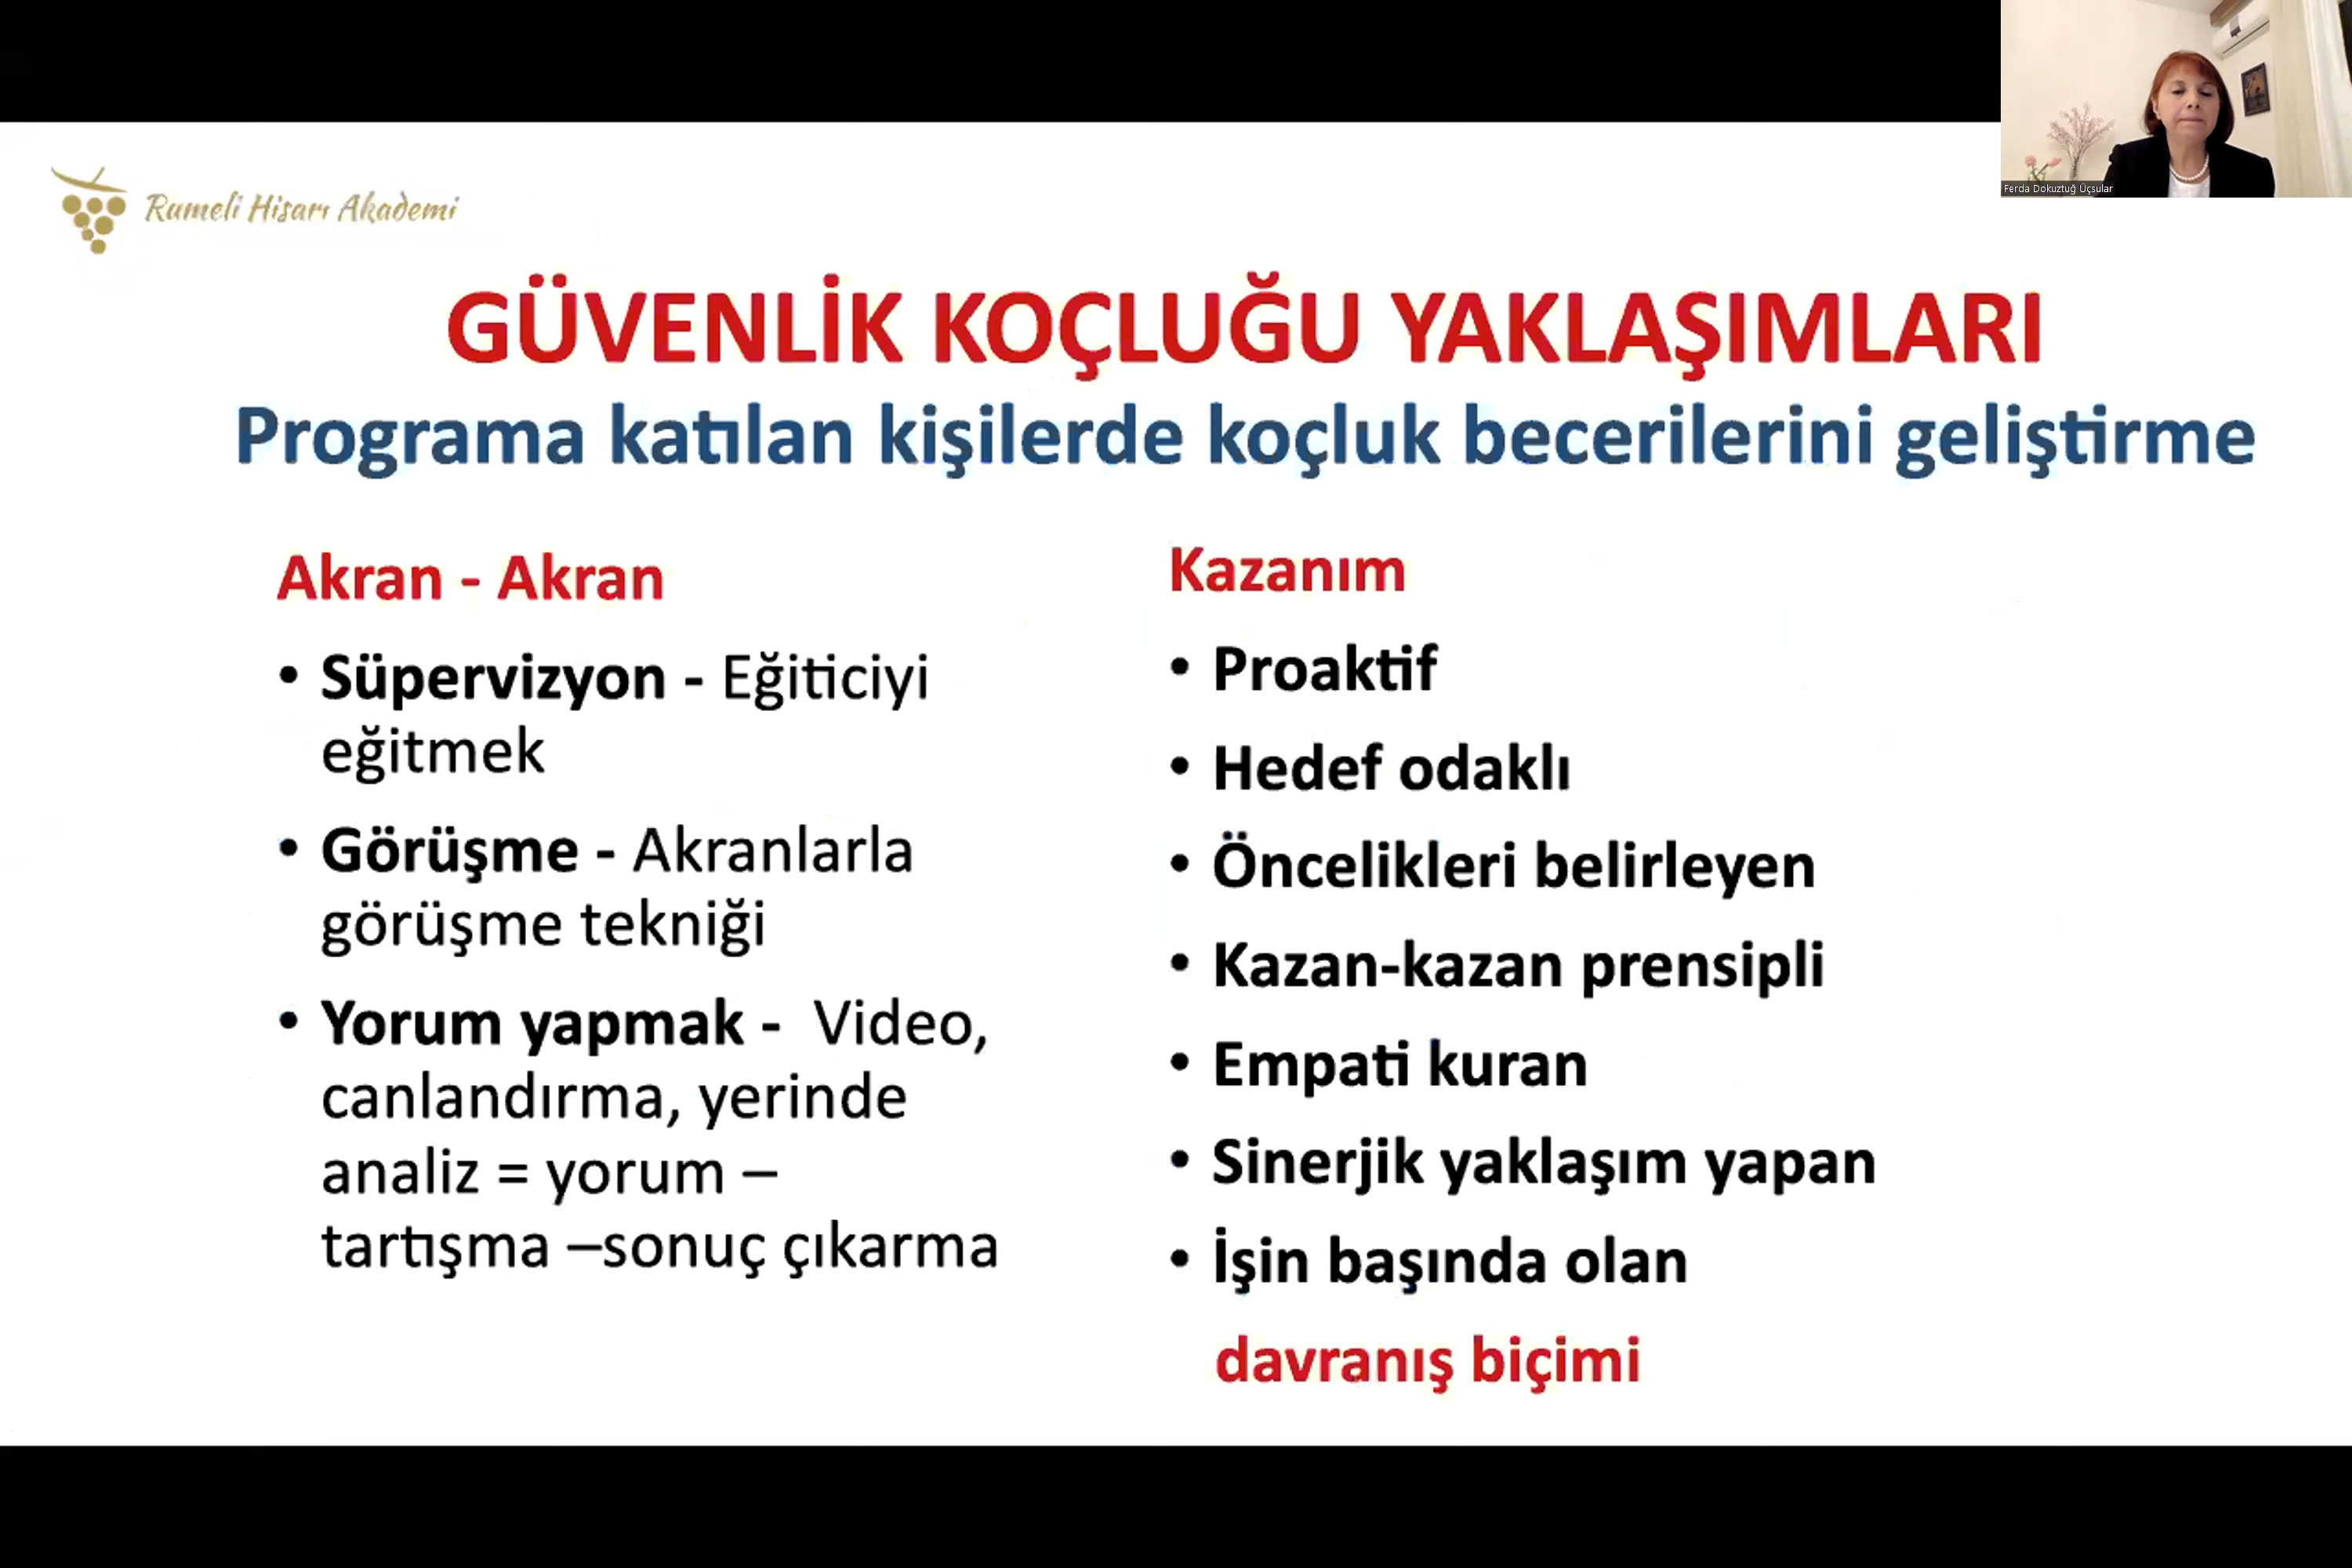 Ferda Dokuztuğ Üçsular
Rumeli Hisarı Akademi
GÜVENLİK KOÇLUĞU YAKLAŞIMLARI
Programa katılan kişilerde koçluk becerilerini geliştirme
Akran - Akran
• Süpervizyon - Eğiticiyi
eğitmek
• Görüşme - Akranlarla
görüşme tekniği
• Yorum yapmak - Video,
canlandırma, yerinde
analiz = yorum –
tartışma –sonuç çıkarma
Kazanım
• Proaktif
• Hedef odaklı
• Öncelikleri belirleyen
• Kazan-kazan prensipli
• Empati kuran
• Sinerjik yaklaşım yapan
• İşin başında olan
davranış biçimi